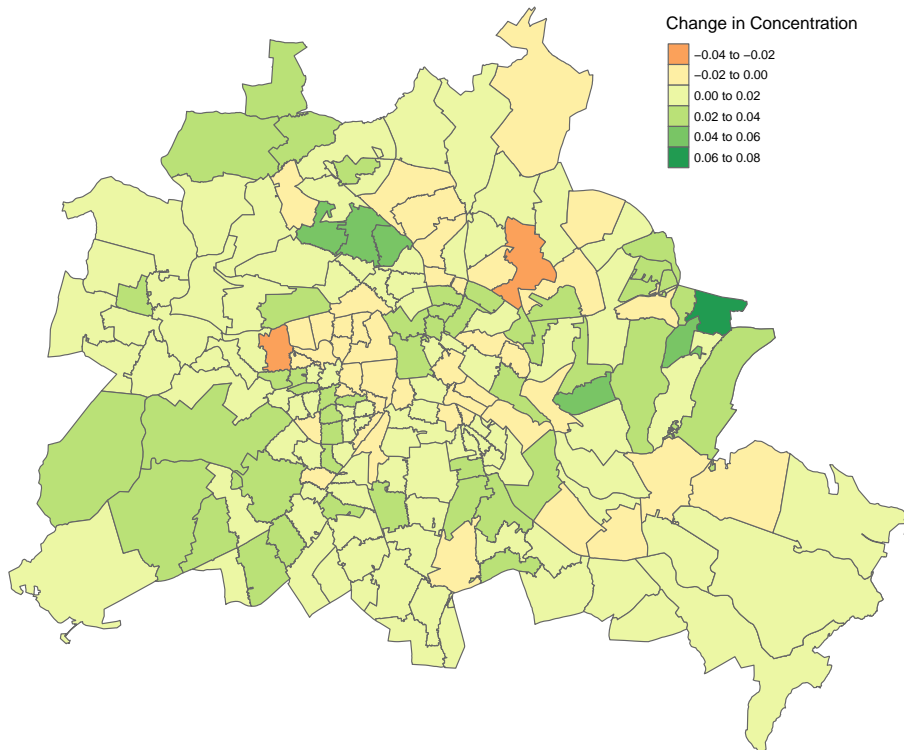 Change in Concentration
−0.04 to −0.02
−0.02 to 0.00
0.00 to 0.02
0.02 to 0.04
0.04 to 0.06
0.06 to 0.08